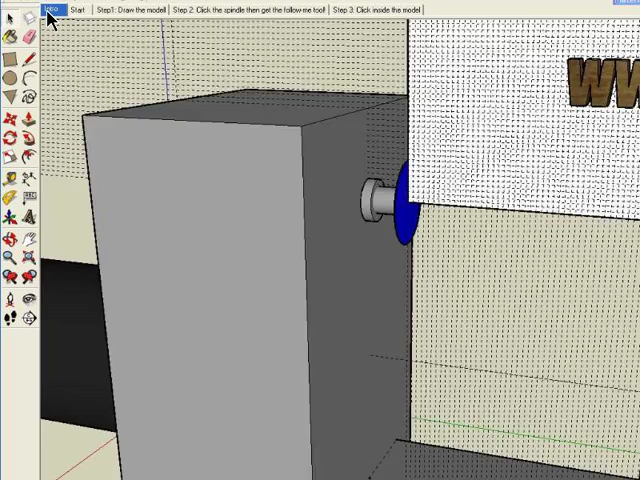 Intro Start Step1: Draw the model! Step 2: Click the spindle then get the follow-me tool! Step 3: Click inside the model
WW